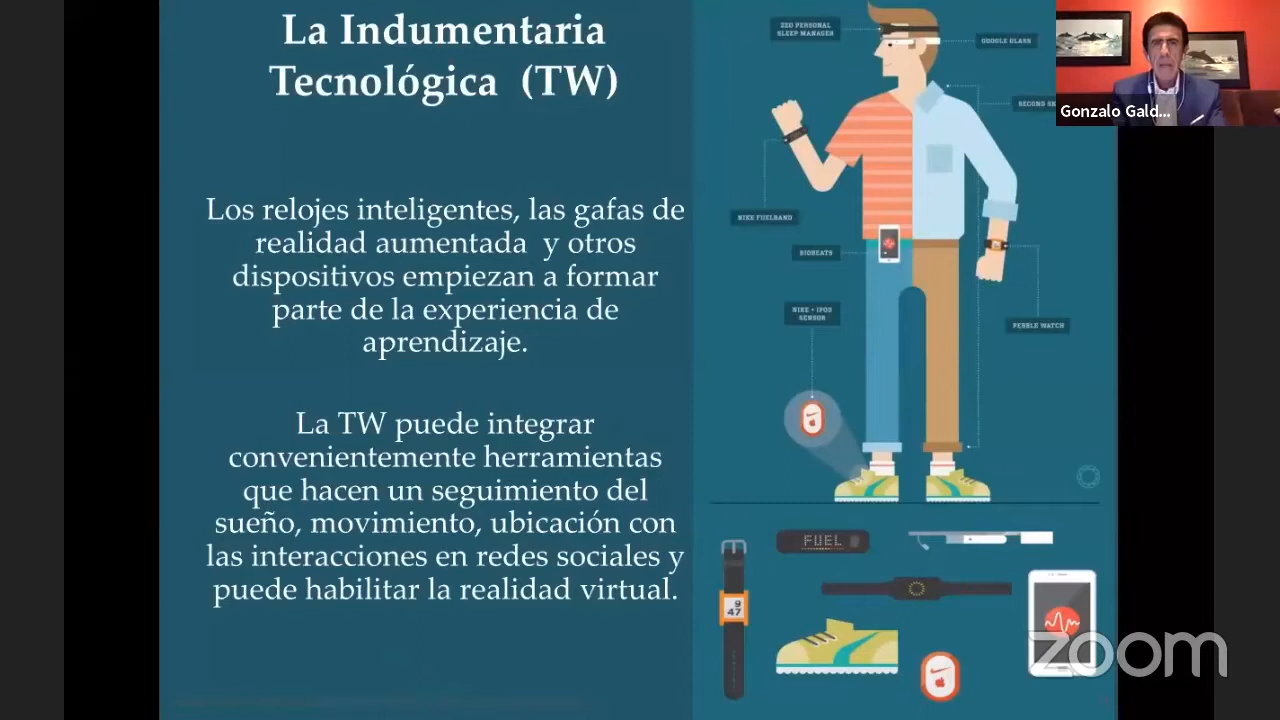 La Indumentaria
Tecnológica (TW)
Los relojes inteligentes, las gafas de
realidad aumentada y otros
dispositivos empiezan a formar
parte de la experiencia de
aprendizaje.
La TW puede integrar
convenientemente herramientas
que hacen un seguimiento del
sueño, movimiento, ubicación con
las interacciones en redes sociales y
puede habilitar la realidad virtual.
ZEO PERSONAL
SLEEP MANAGER
GOOGLE GLASS
SECOND
NIKE FUELBAND
BIOBEATS
NIKE + IPOD
SENSOR
PEBBLE WATCH
FUEL
9
47
Gonzalo Gald...
zoom